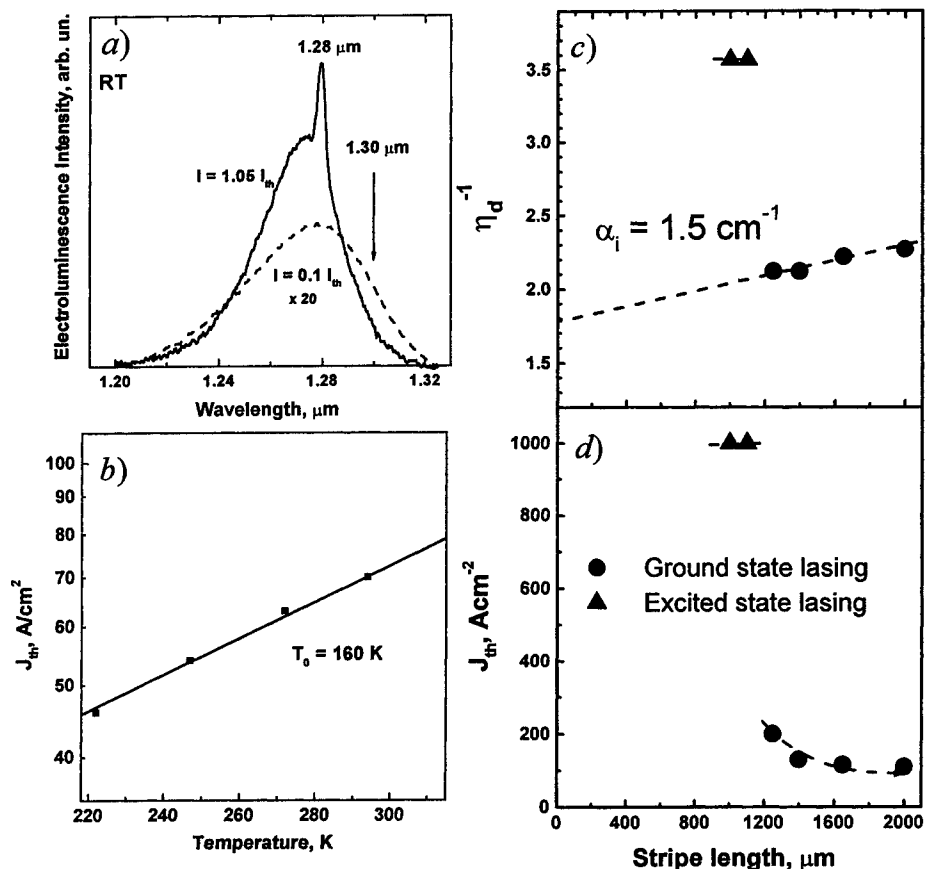 a)
RT
1.28 μm
1.30 μm
I = 1.05 I_th
I = 0.1 I_th
x 20
Electroluminescence Intensity, arb. un.
1.20 1.24 1.28 1.32
Wavelength, μm
b)
100
90
80
70
60
50
40
J_th, A/cm²
T₀ = 160 K
220 240 260 280 300
Temperature, K
c)
3.5
3.0
2.5
2.0
1.5
η_d⁻¹
α_i = 1.5 cm⁻¹
d)
1000
800
600
400
200
0
J_th, Acm⁻²
Ground state lasing
Excited state lasing
0 400 800 1200 1600 2000
Stripe length, μm